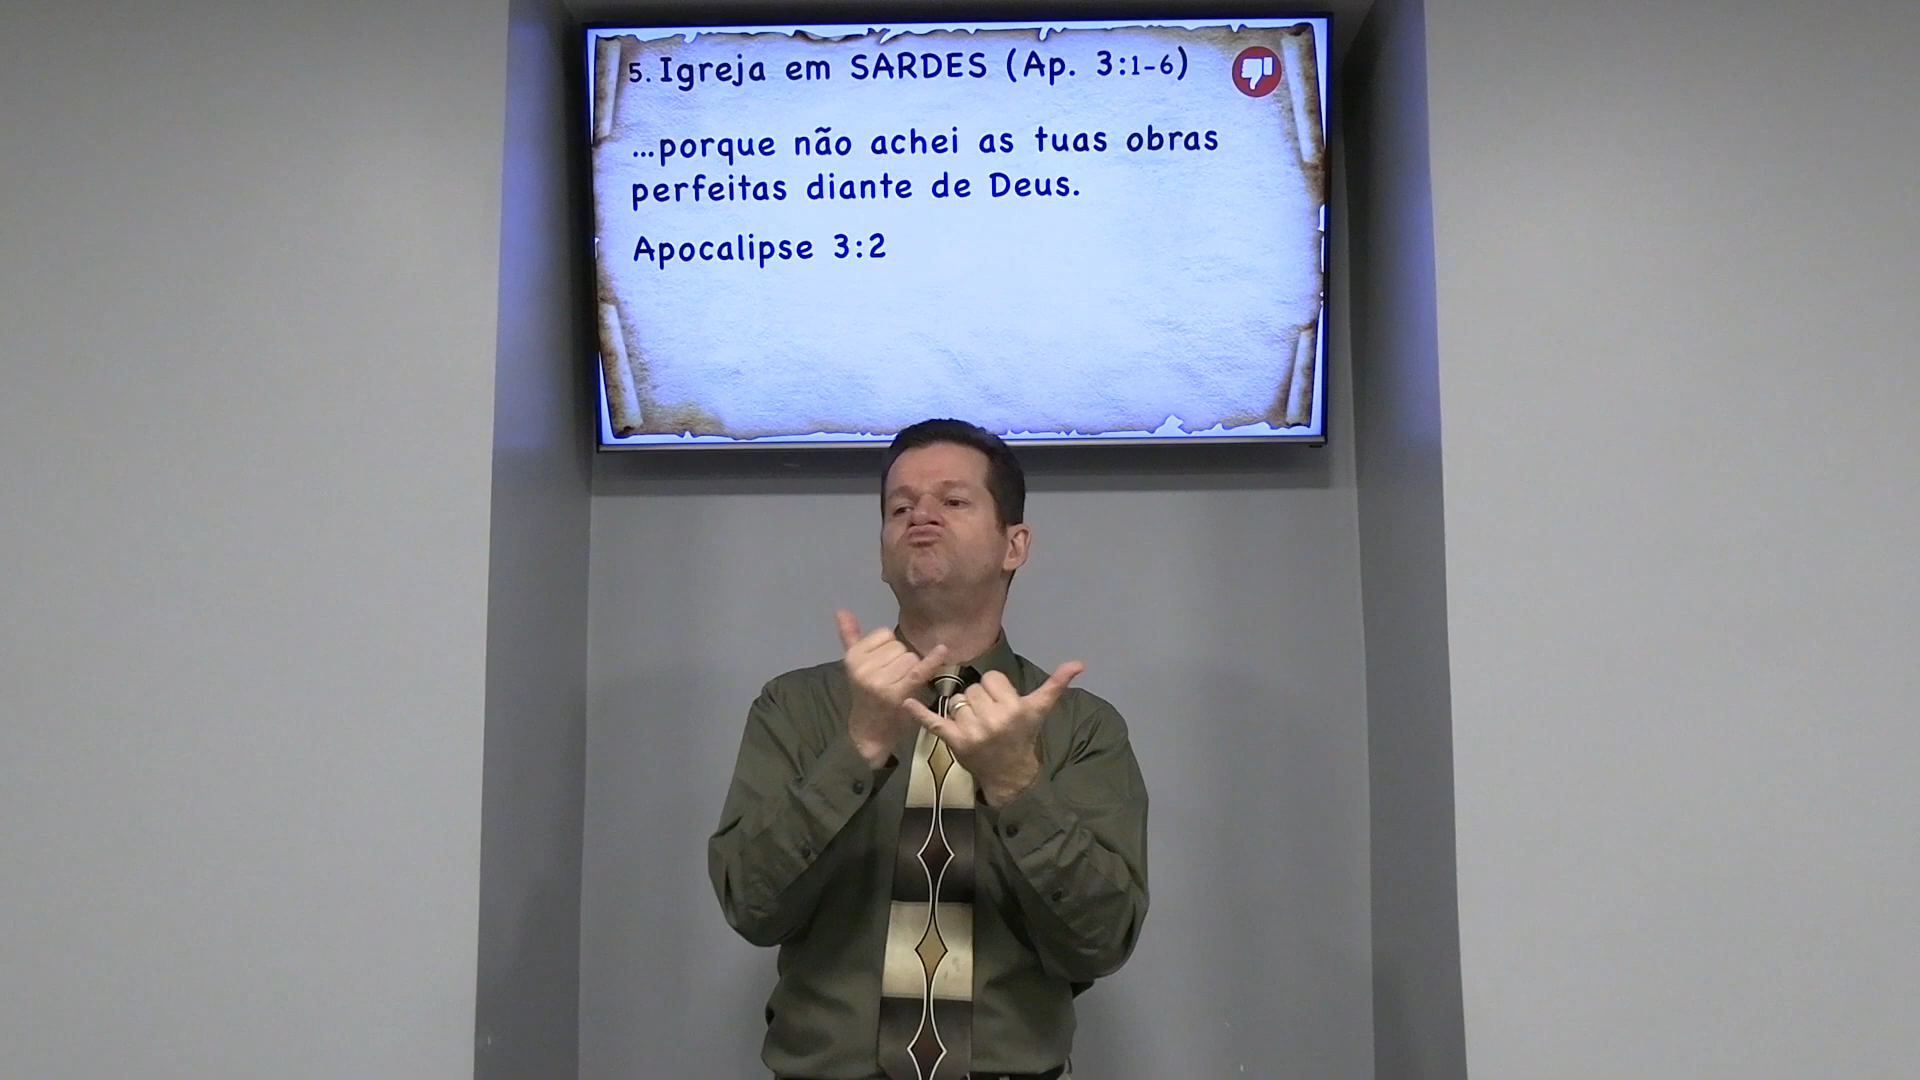 5. Igreja em SARDES (Ap. 3:1-6)
...porque não achei as tuas obras
perfeitas diante de Deus.
Apocalipse 3:2